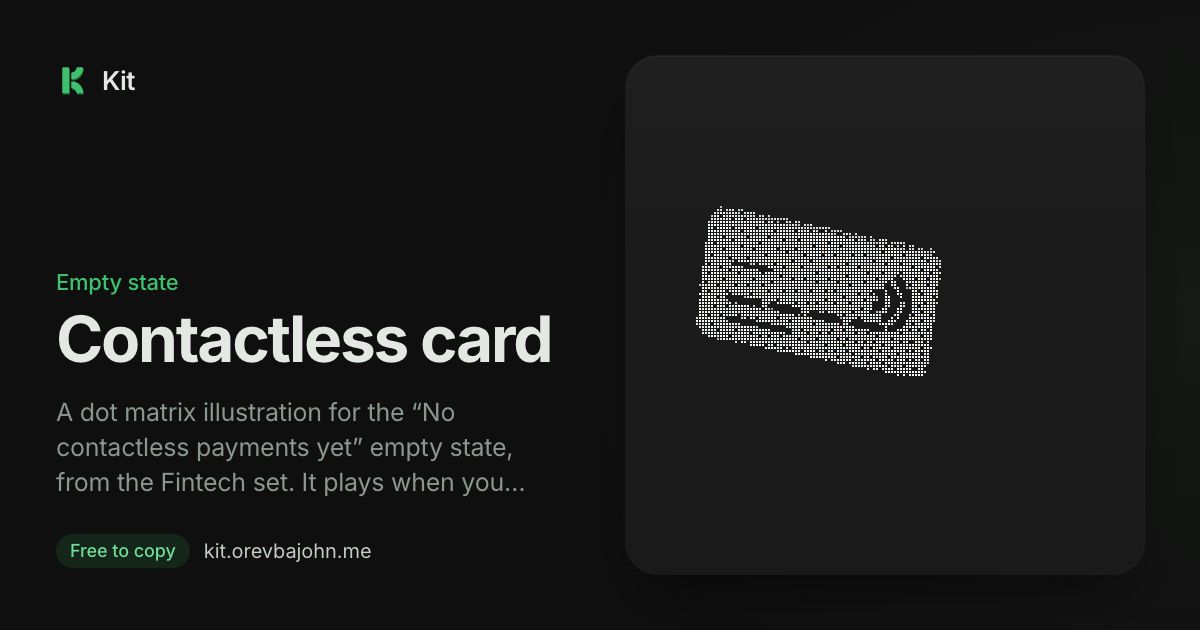 Kit
Empty state
Contactless card
A dot matrix illustration for the “No
contactless payments yet” empty state,
from the Fintech set. It plays when you…
Free to copy
kit.orevbajohn.me